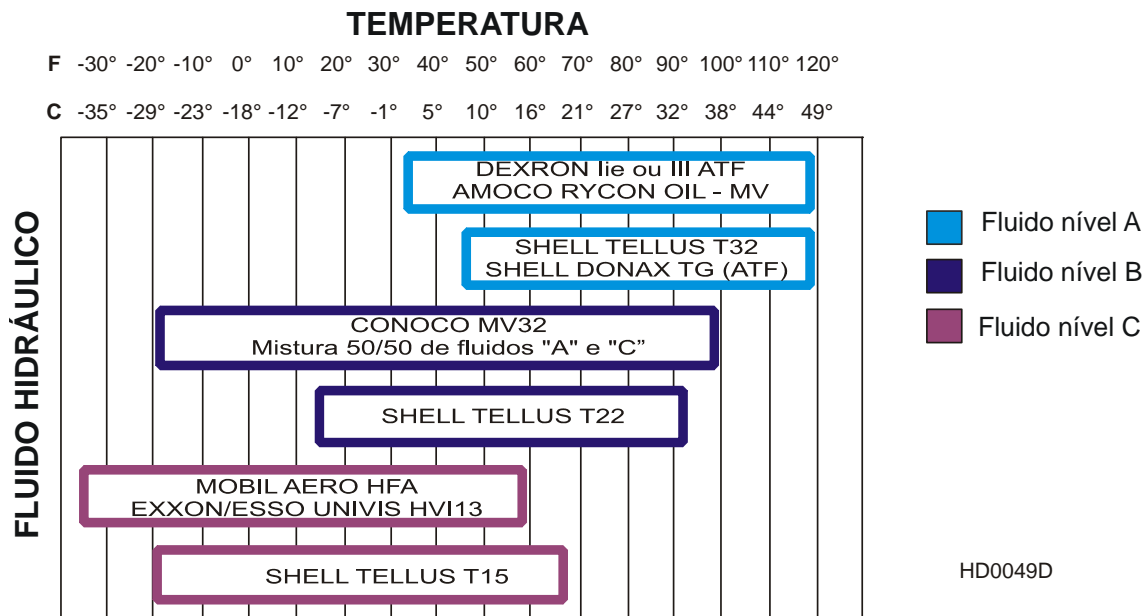 TEMPERATURA
F -30° -20° -10° 0° 10° 20° 30° 40° 50° 60° 70° 80° 90° 100° 110° 120°
C -35° -29° -23° -18° -12° -7° -1° 5° 10° 16° 21° 27° 32° 38° 44° 49°
FLUIDO HIDRÁULICO
DEXRON Iie ou III ATF
AMOCO RYCON OIL - MV
SHELL TELLUS T32
SHELL DONAX TG (ATF)
CONOCO MV32
Mistura 50/50 de fluidos "A" e "C”
SHELL TELLUS T22
MOBIL AERO HFA
EXXON/ESSO UNIVIS HVI13
SHELL TELLUS T15
Fluido nível A
Fluido nível B
Fluido nível C
HD0049D